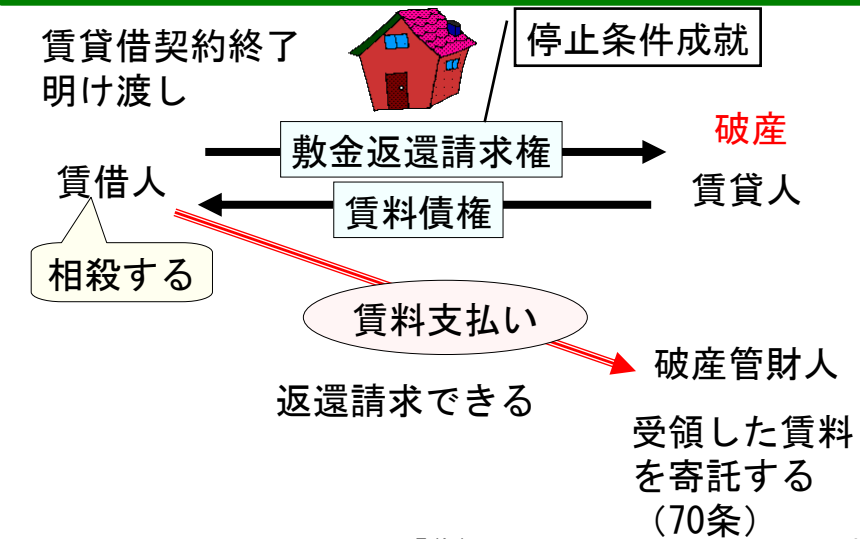 賃貸借契約終了
明け渡し
停止条件成就
破産
敷金返還請求権
賃借人
賃貸人
賃料債権
相殺する
賃料支払い
破産管財人
返還請求できる
受領した賃料
を寄託する
（70条）